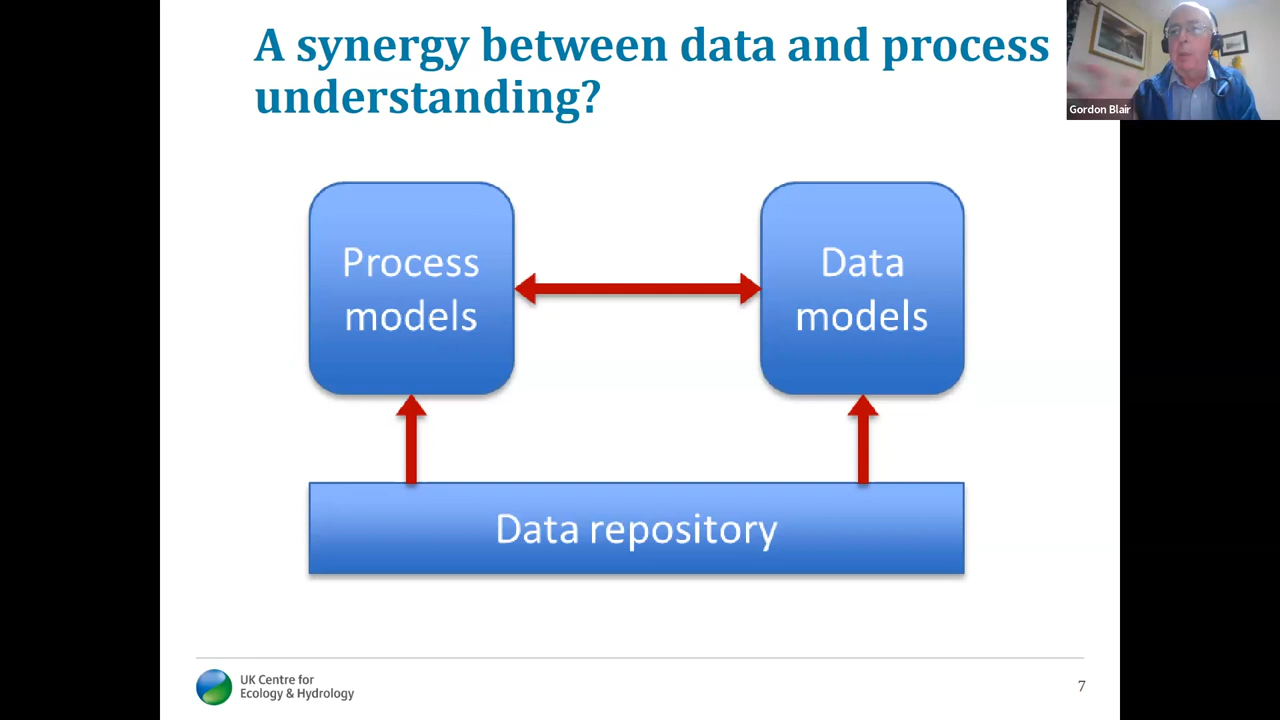 A synergy between data and process
understanding?
Gordon Blair
Process
models
Data
models
Data repository
UK Centre for
Ecology & Hydrology
7